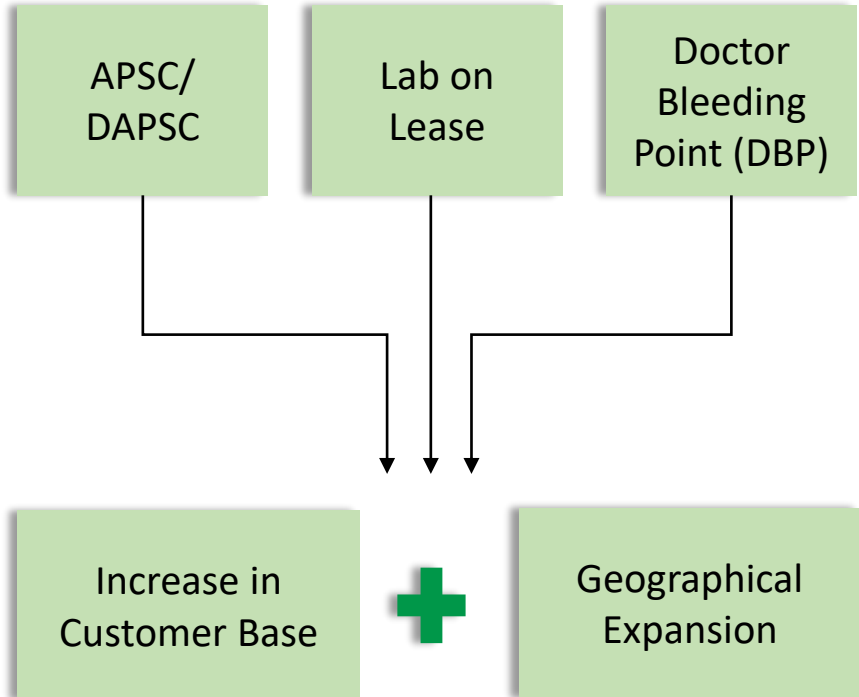 APSC/
DAPSC
Lab on
Lease
Doctor
Bleeding
Point (DBP)
Increase in
Customer Base
Geographical
Expansion